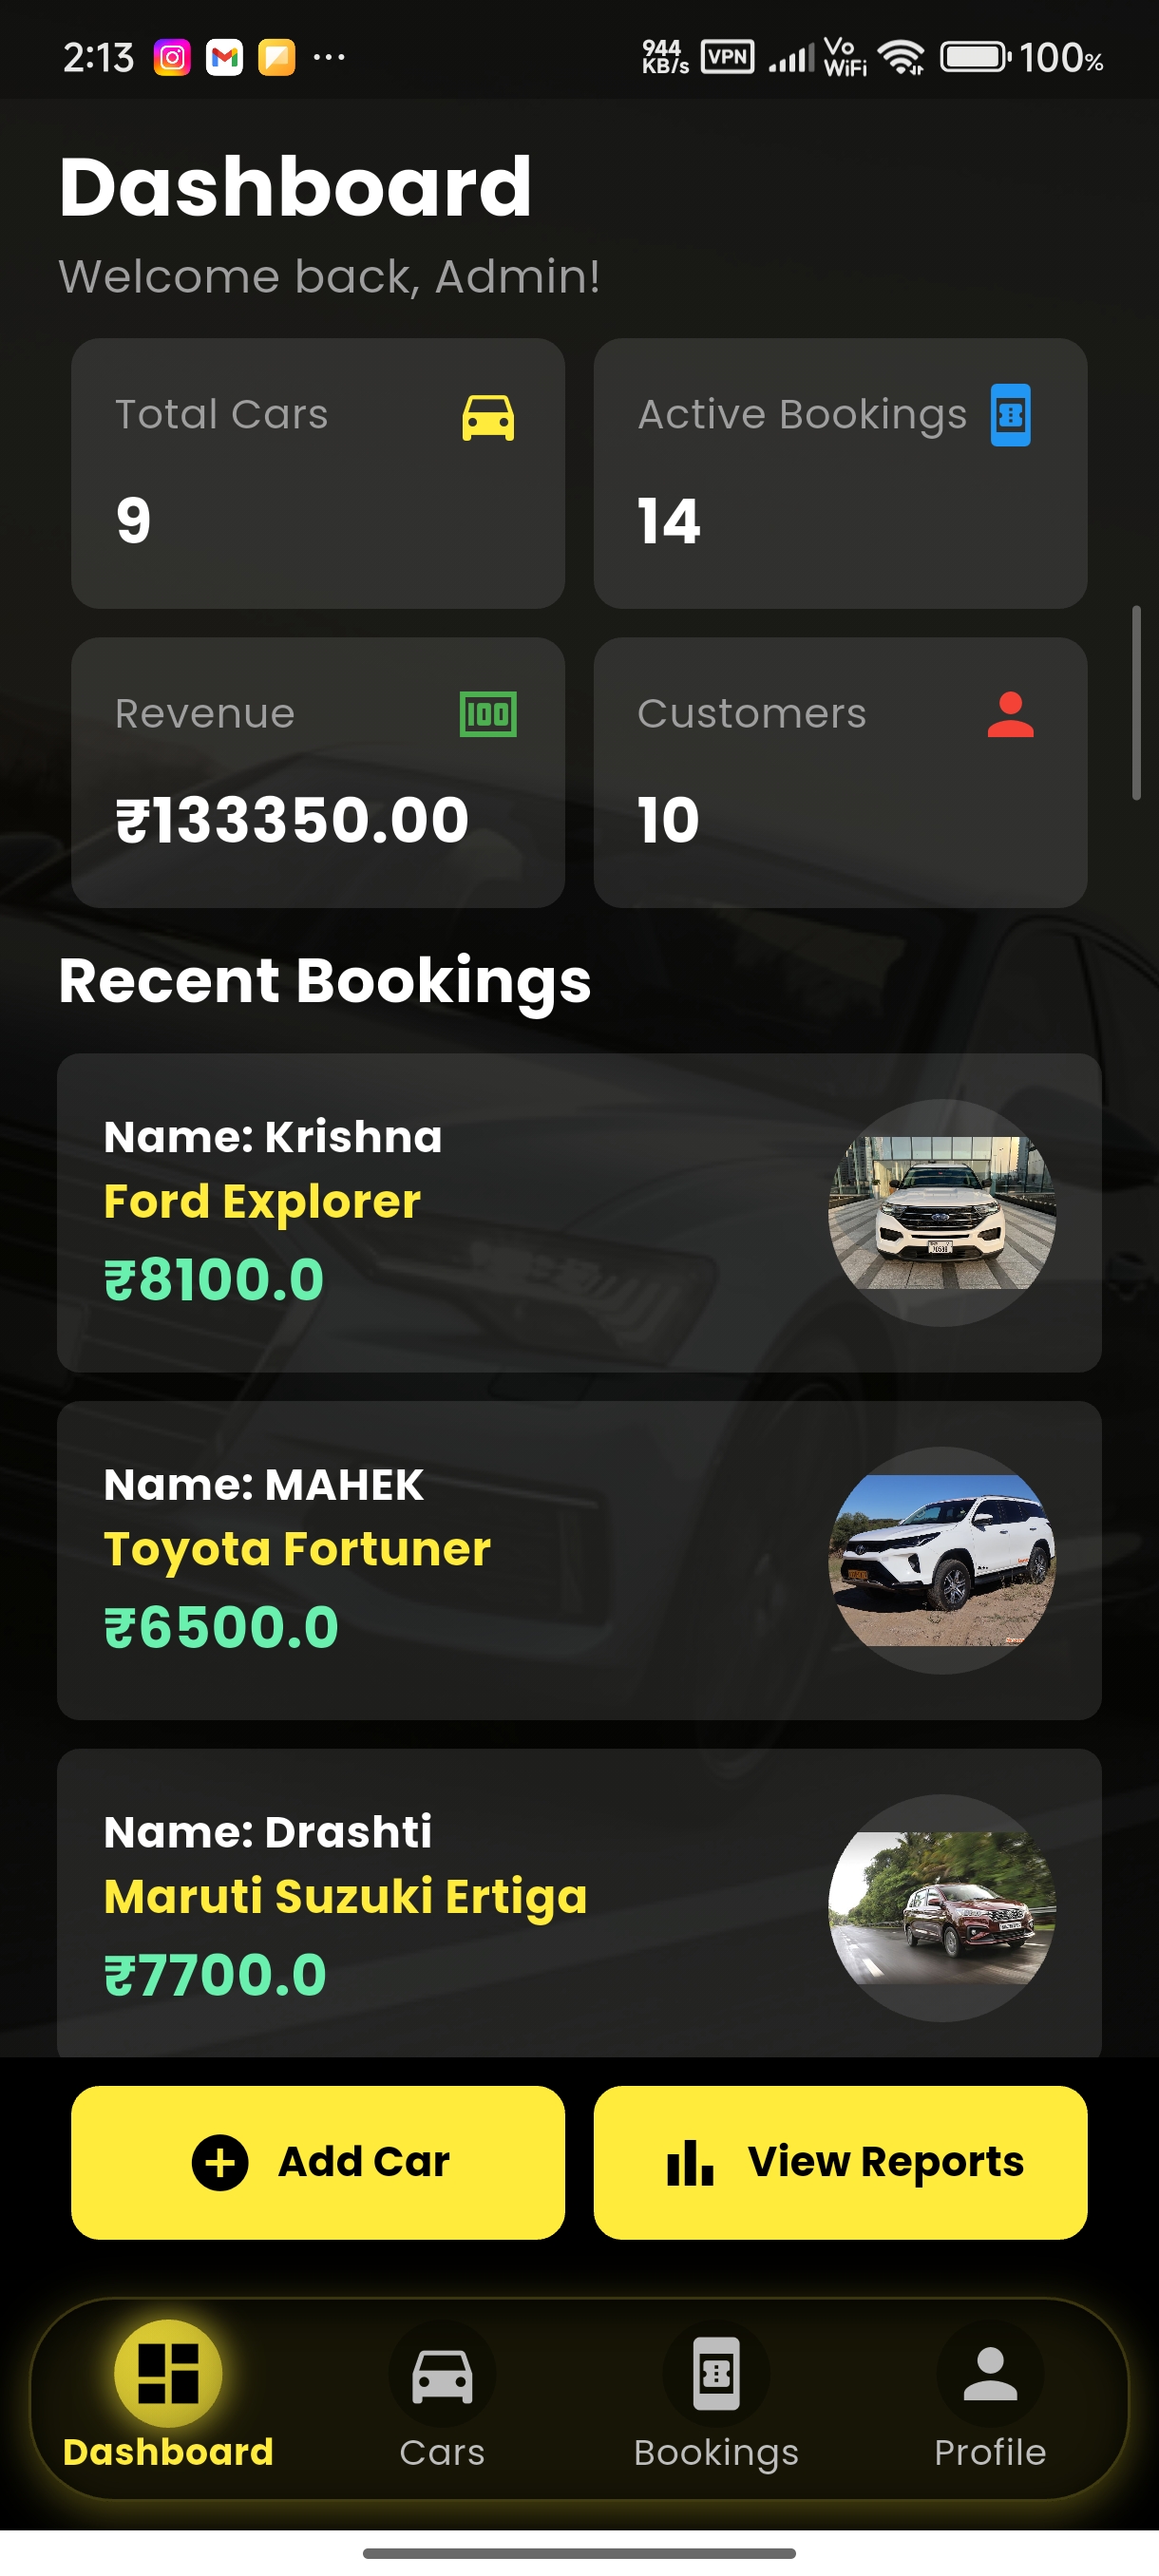 2:13 ... 944 KB/s VPN Vo WiFi 100%
Dashboard
Welcome back, Admin!
Total Cars
9
Active Bookings
14
Revenue 100
₹133350.00
Customers
10
Recent Bookings
Name: Krishna
Ford Explorer
₹8100.0
Name: MAHEK
Toyota Fortuner
₹6500.0
Name: Drashti
Maruti Suzuki Ertiga
₹7700.0
Add Car
View Reports
Dashboard
Cars
Bookings
Profile